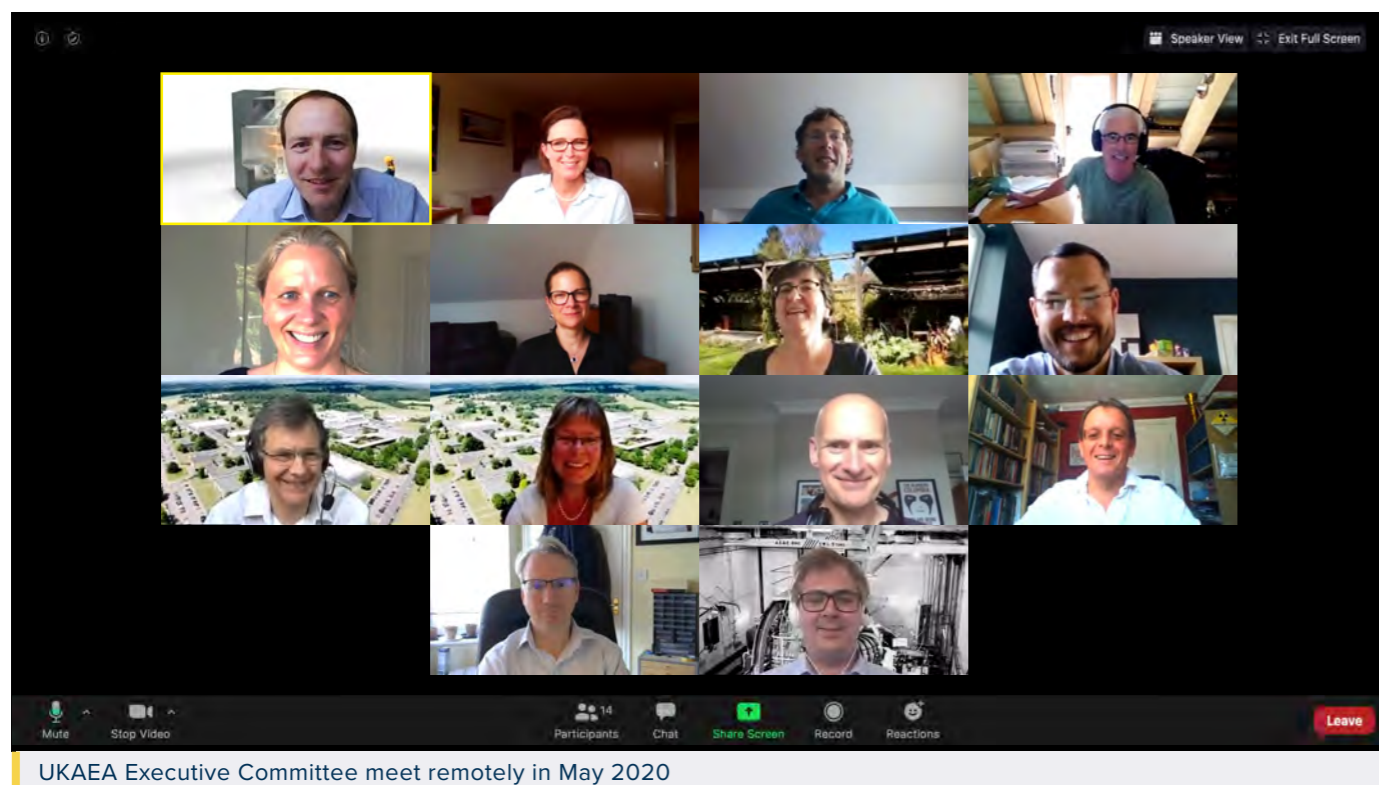 Speaker View
Exit Full Screen
Mute
Stop Video
14
Participants
Chat
Share Screen
Record
Reactions
Leave
UKAEA Executive Committee meet remotely in May 2020